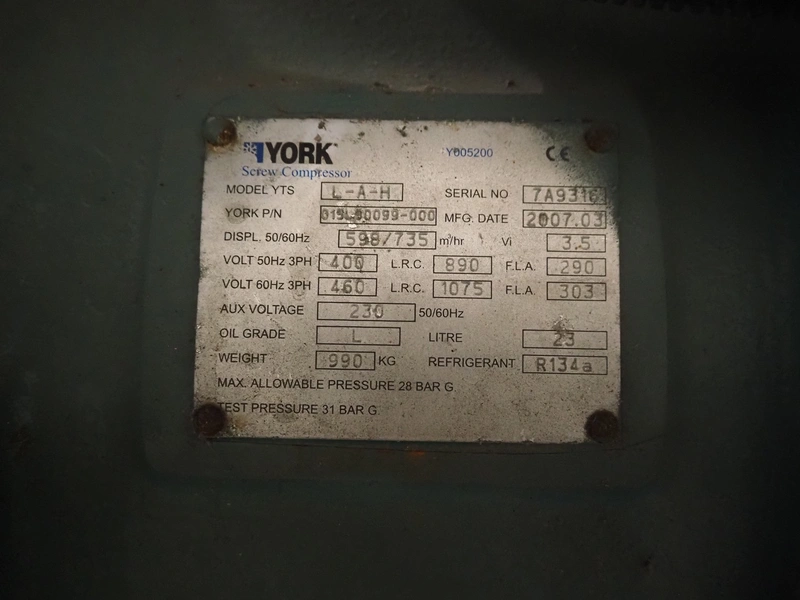 YORK Y005200 CE
Screw Compressor
MODEL YTS L-A-H SERIAL NO 7A9316
YORK P/N MFG. DATE 2007.03
DISPL. 50/60Hz 598/735 m³/hr Vi 3.5
VOLT 50Hz 3PH 400 L.R.C. 890 F.L.A. 290
VOLT 60Hz 3PH 460 L.R.C. 1075 F.L.A. 303
AUX VOLTAGE 230 50/60Hz
OIL GRADE L LITRE 23
WEIGHT 990 KG REFRIGERANT R134a
MAX. ALLOWABLE PRESSURE 28 BAR G
TEST PRESSURE 31 BAR G